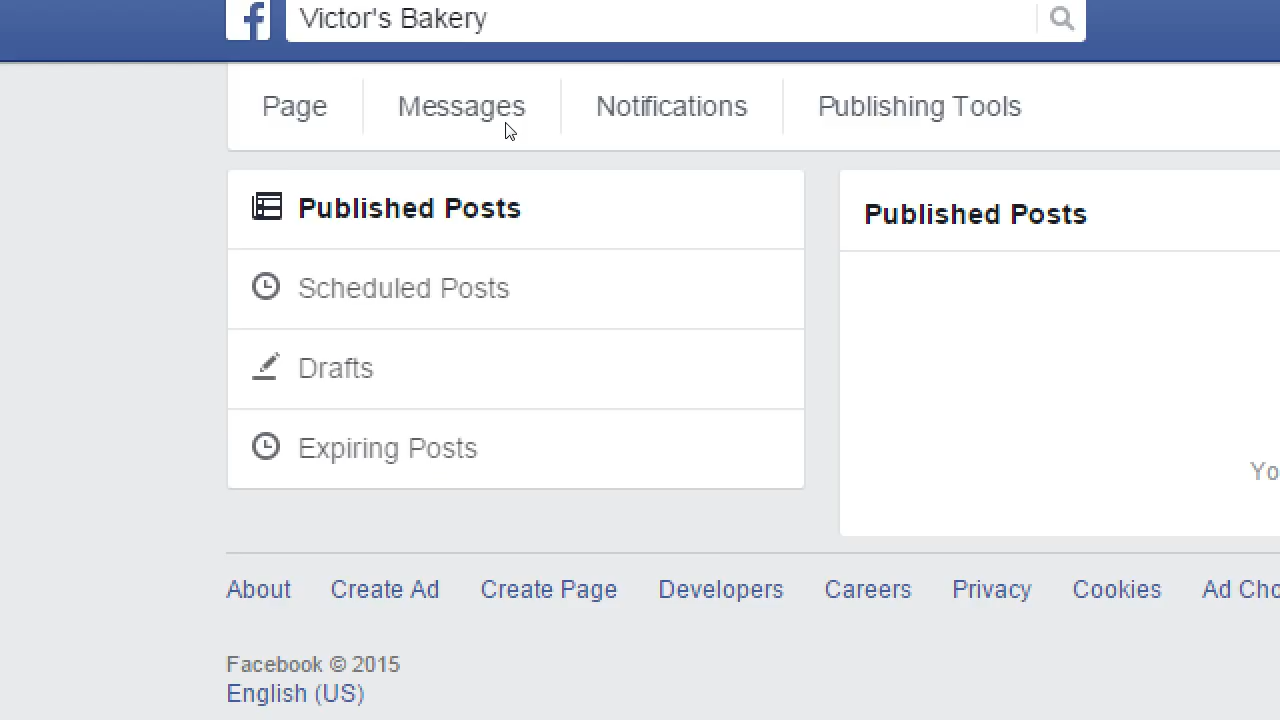 Victor's Bakery
Page Messages Notifications Publishing Tools
Published Posts
Scheduled Posts
Drafts
Expiring Posts
Published Posts
About Create Ad Create Page Developers Careers Privacy Cookies Ad
Facebook © 2015
English (US)